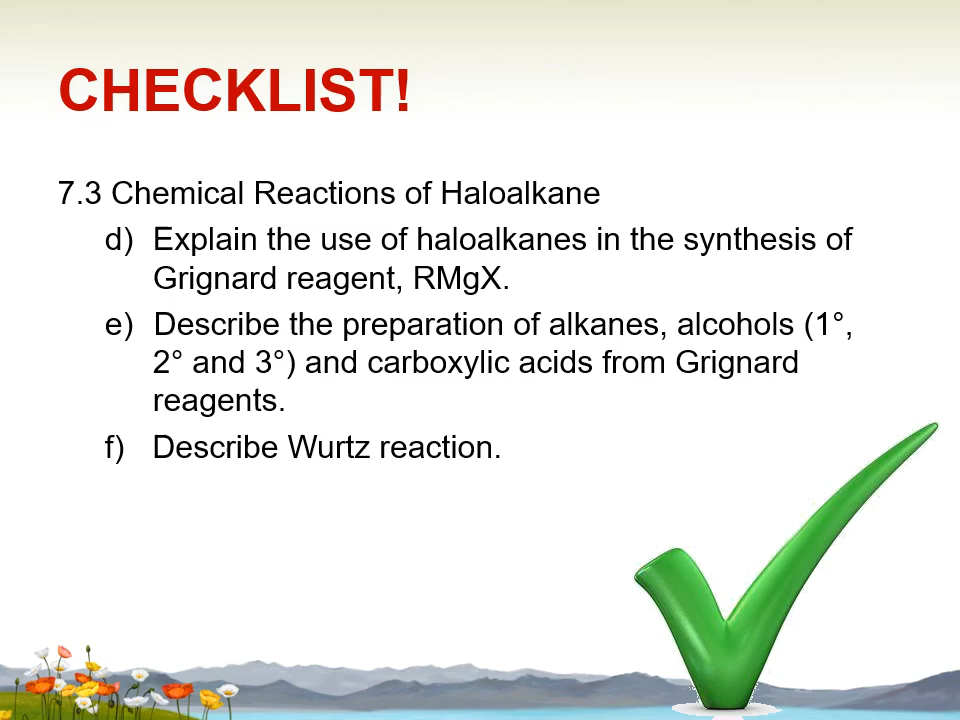 CHECKLIST!
7.3 Chemical Reactions of Haloalkane
d) Explain the use of haloalkanes in the synthesis of
Grignard reagent, RMgX.
e) Describe the preparation of alkanes, alcohols (1°,
2° and 3°) and carboxylic acids from Grignard
reagents.
f) Describe Wurtz reaction.